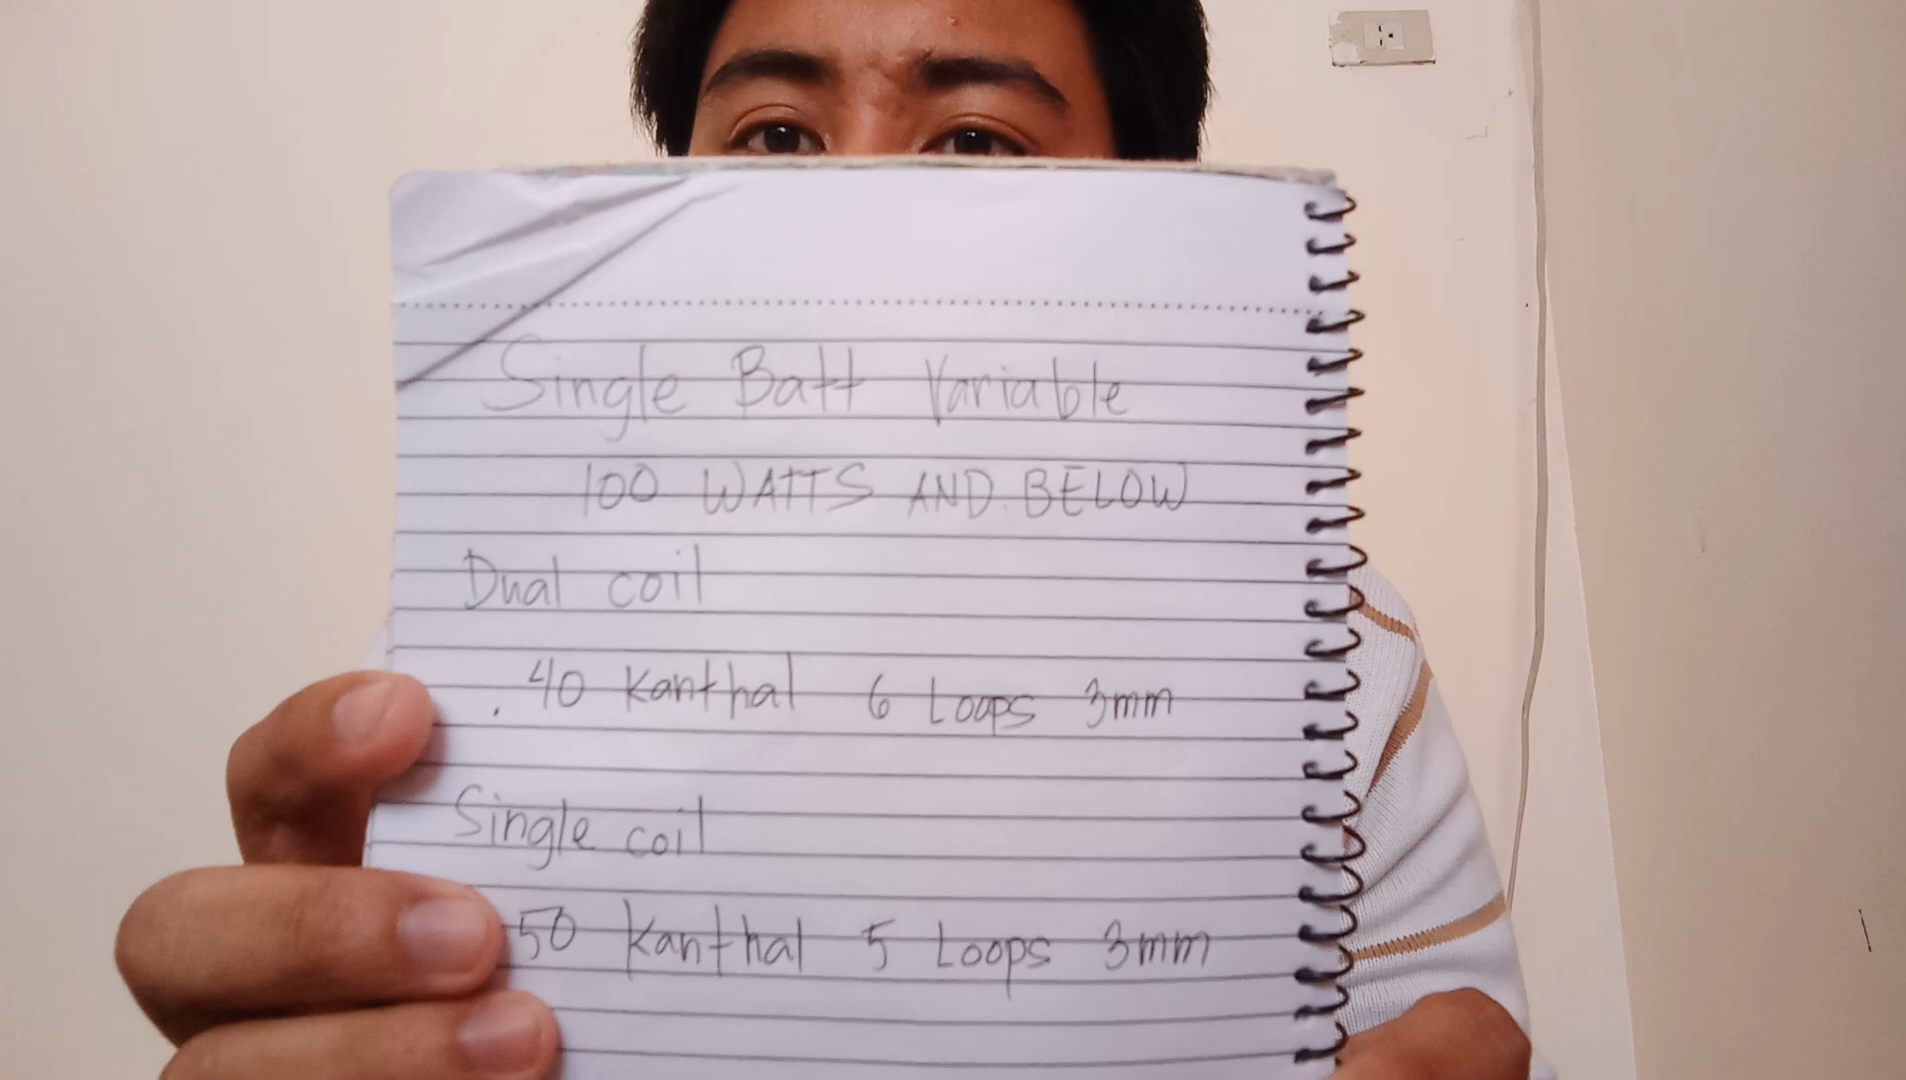 Single Batt Variable
100 WATTS AND BELOW
Dual coil
.40 Kanthal 6 Loops 3mm
Single coil
50 Kanthal 5 Loops 3mm